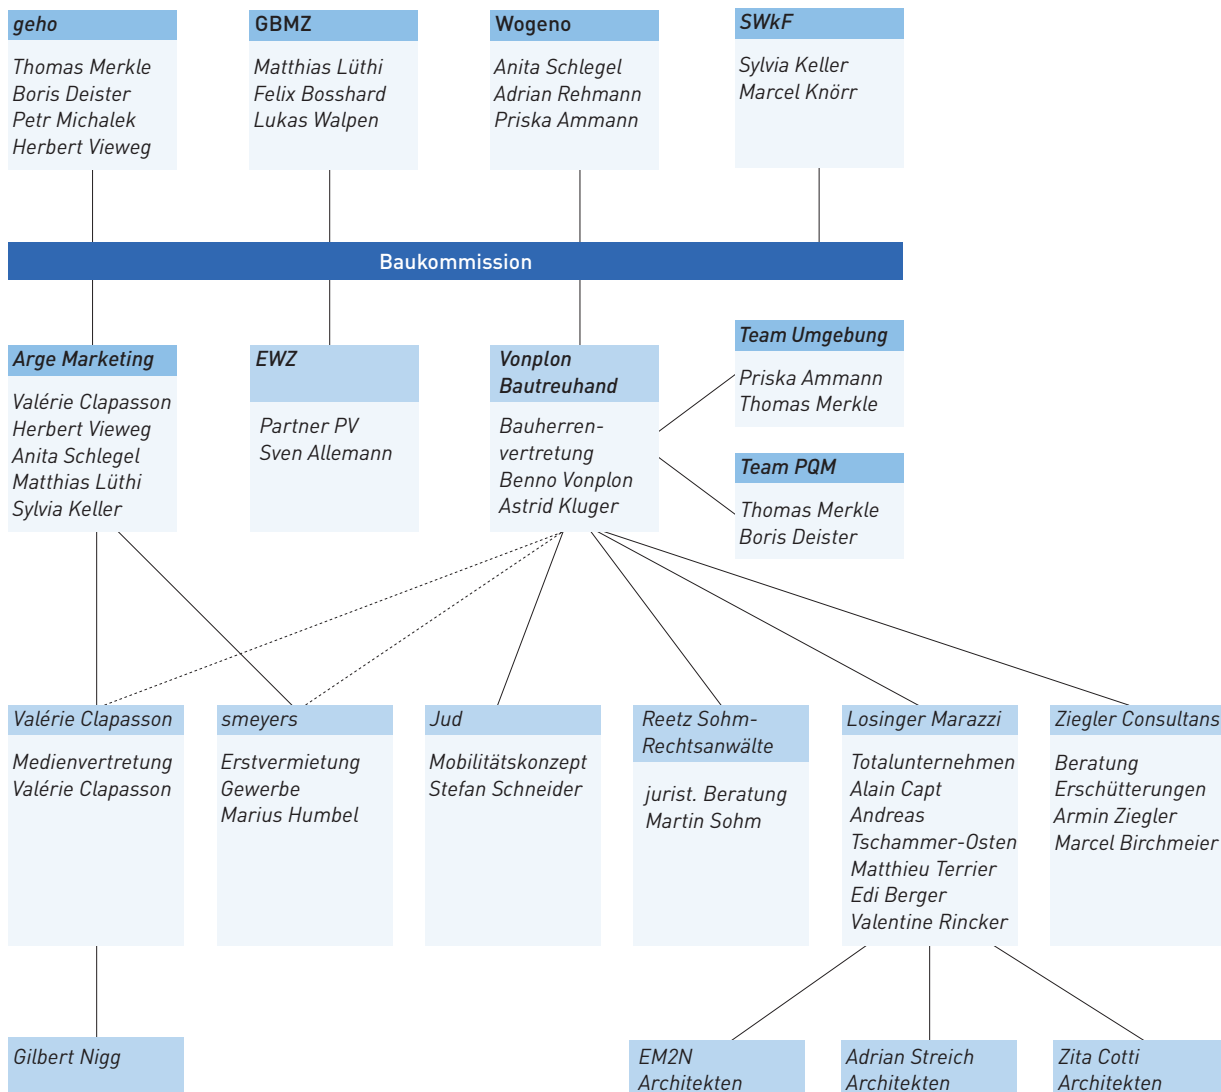 geho
Thomas Merkle
Boris Deister
Petr Michalek
Herbert Vieweg
GBMZ
Matthias Lüthi
Felix Bosshard
Lukas Walpen
Wogeno
Anita Schlegel
Adrian Rehmann
Priska Ammann
SWkF
Sylvia Keller
Marcel Knörr
Baukommission
Arge Marketing
Valérie Clapasson
Herbert Vieweg
Anita Schlegel
Matthias Lüthi
Sylvia Keller
EWZ
Partner PV
Sven Allemann
Vonplon
Bautreuhand
Bauherren-
vertretung
Benno Vonplon
Astrid Kluger
Team Umgebung
Priska Ammann
Thomas Merkle
Team PQM
Thomas Merkle
Boris Deister
Valérie Clapasson
Medienvertretung
Valérie Clapasson
smeyers
Erstvermietung
Gewerbe
Marius Humbel
Jud
Mobilitätskonzept
Stefan Schneider
Reetz Sohm-
Rechtsanwälte
jurist. Beratung
Martin Sohm
Losinger Marazzi
Totalunternehmen
Alain Capt
Andreas
Tschammer-Osten
Matthieu Terrier
Edi Berger
Valentine Rincker
Ziegler Consultans
Beratung
Erschütterungen
Armin Ziegler
Marcel Birchmeier
Gilbert Nigg
EM2N
Architekten
Adrian Streich
Architekten
Zita Cotti
Architekten